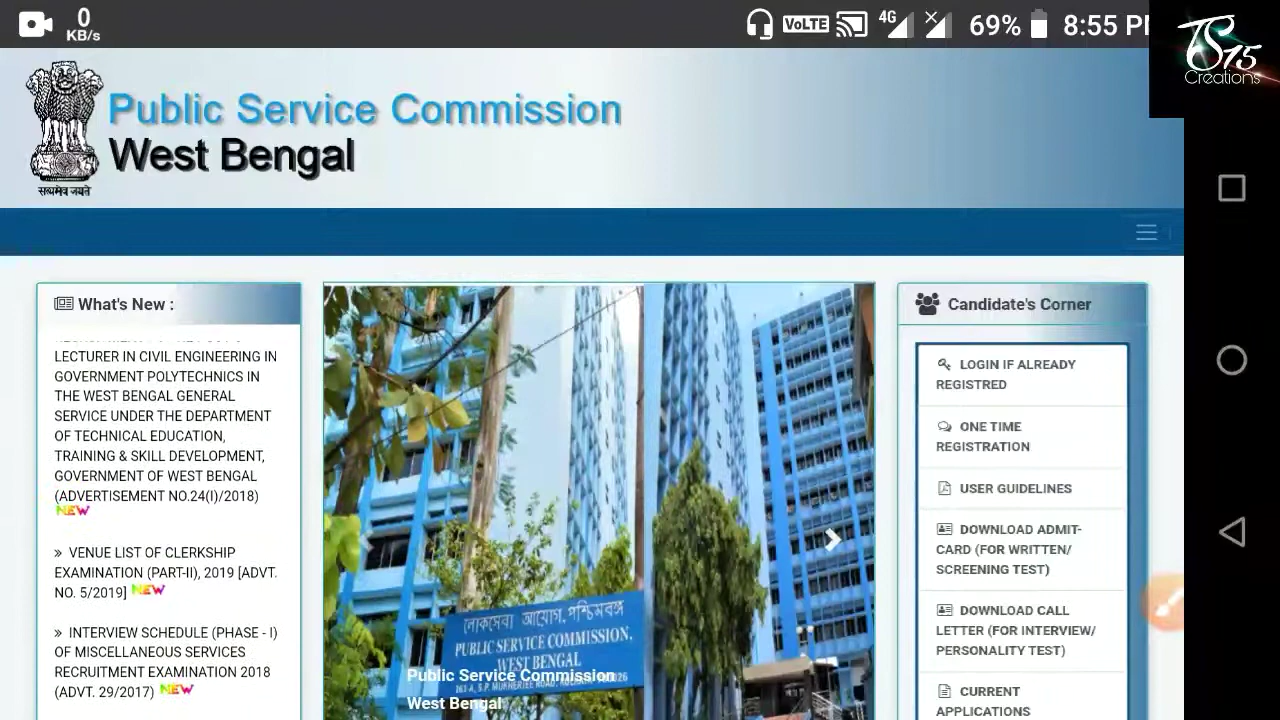 0
KB/s
VoLTE
4G
69%
8:55 P
TS15
Creations
सत्यमेव जयते
Public Service Commission
West Bengal
What's New :
LECTURER IN CIVIL ENGINEERING IN
GOVERNMENT POLYTECHNICS IN
THE WEST BENGAL GENERAL
SERVICE UNDER THE DEPARTMENT
OF TECHNICAL EDUCATION,
TRAINING & SKILL DEVELOPMENT,
GOVERNMENT OF WEST BENGAL
(ADVERTISEMENT NO.24(I)/2018)
NEW
» VENUE LIST OF CLERKSHIP
EXAMINATION (PART-II), 2019 [ADVT.
NO. 5/2019] NEW
» INTERVIEW SCHEDULE (PHASE - I)
OF MISCELLANEOUS SERVICES
RECRUITMENT EXAMINATION 2018
(ADVT. 29/2017) NEW
লোকসেবা আয়োগ, পশ্চিমবঙ্গ
PUBLIC SERVICE COMMISSION,
WEST BENGAL
161-A, S.P. MUKHERJEE ROAD,
Public Service Commission
West Bengal
Candidate's Corner
LOGIN IF ALREADY
REGISTRED
ONE TIME
REGISTRATION
USER GUIDELINES
DOWNLOAD ADMIT-
CARD (FOR WRITTEN/
SCREENING TEST)
DOWNLOAD CALL
LETTER (FOR INTERVIEW/
PERSONALITY TEST)
CURRENT
APPLICATIONS